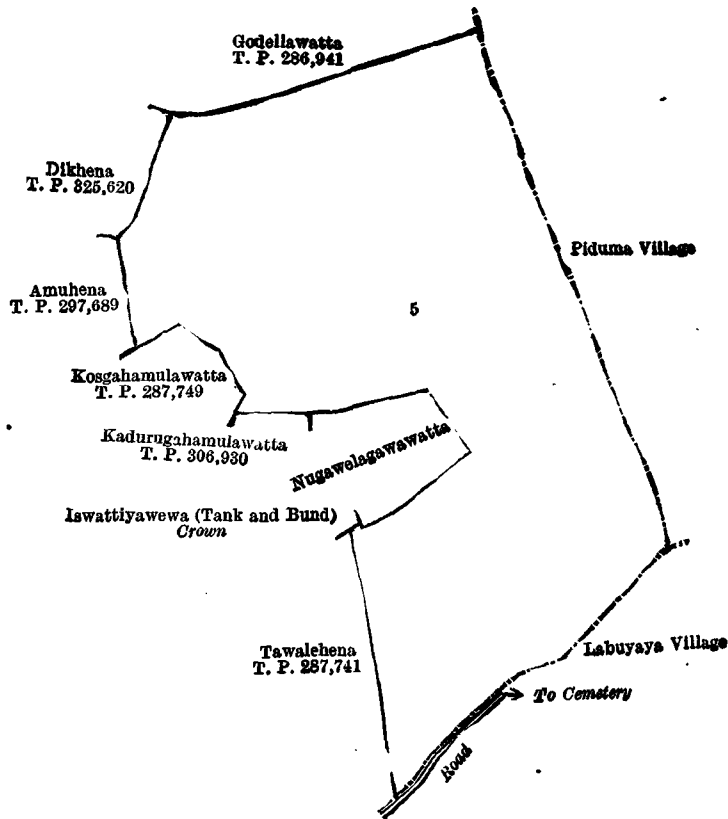 Godellawatta
T. P. 286,941
Dikhena
T. P. 325,620
Piduma Village
Amuhena
T. P. 297,689
5
Kosgahamulawatta
T. P. 287,749
Kadurugahamulawatta
T. P. 306,930
Nugawelagawawatta
Iswattiyawewa (Tank and Bund)
Crown
Tawalehena
T. P. 287,741
Labuyaya Village
To Cemetery
Road